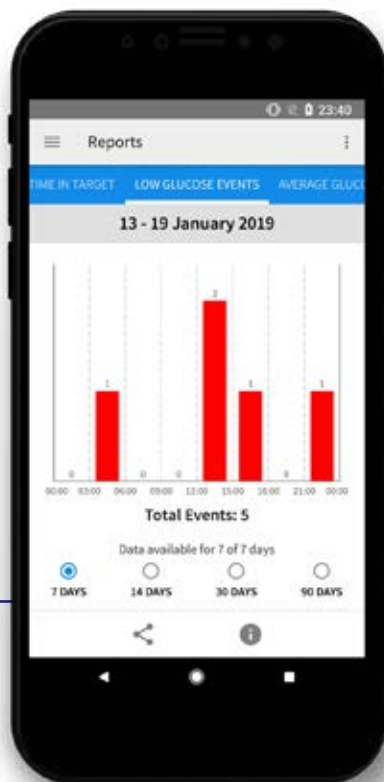 23:40
Reports
TIME IN TARGET LOW GLUCOSE EVENTS AVERAGE GLUC
13 - 19 January 2019
2
1 1 1
0 0 0 0
00:00 03:00 06:00 09:00 12:00 15:00 18:00 21:00 00:00
Total Events: 5
Data available for 7 of 7 days
7 DAYS 14 DAYS 30 DAYS 90 DAYS